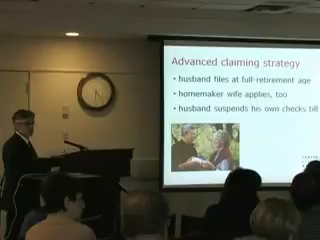 Advanced claiming strategy
• husband files at full-retirement age
• homemaker wife applies, too
• husband suspends his own checks till